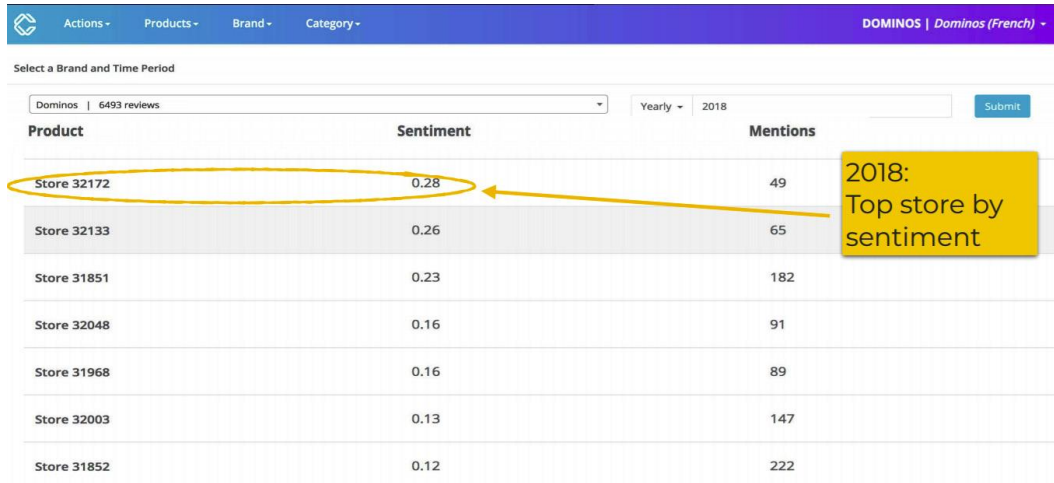 Actions Products Brand Category DOMINOS | Dominos (French)
Select a Brand and Time Period
Dominos | 6493 reviews Yearly 2018 Submit
Product Sentiment Mentions
Store 32172 0.28 49
Store 32133 0.26 65
Store 31851 0.23 182
Store 32048 0.16 91
Store 31968 0.16 89
Store 32003 0.13 147
Store 31852 0.12 222
2018:
Top store by
sentiment